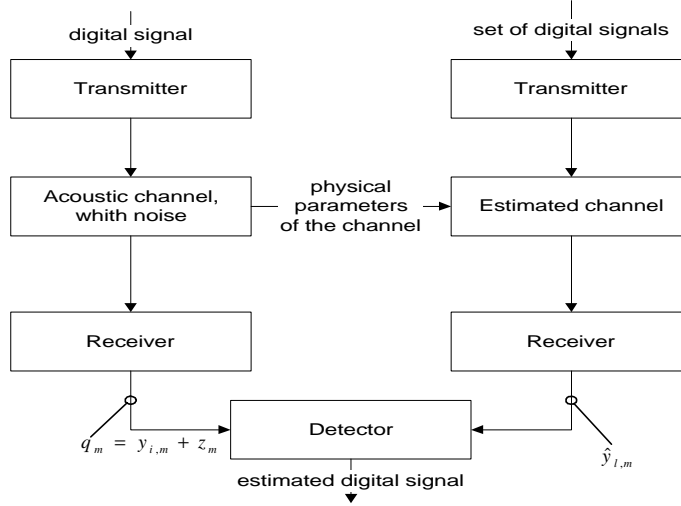 digital signal
set of digital signals
Transmitter
Transmitter
Acoustic channel,
whith noise
physical
parameters
of the channel
Estimated channel
Receiver
Receiver
Detector
q_m = y_{i,m} + z_m
ŷ_{l,m}
estimated digital signal